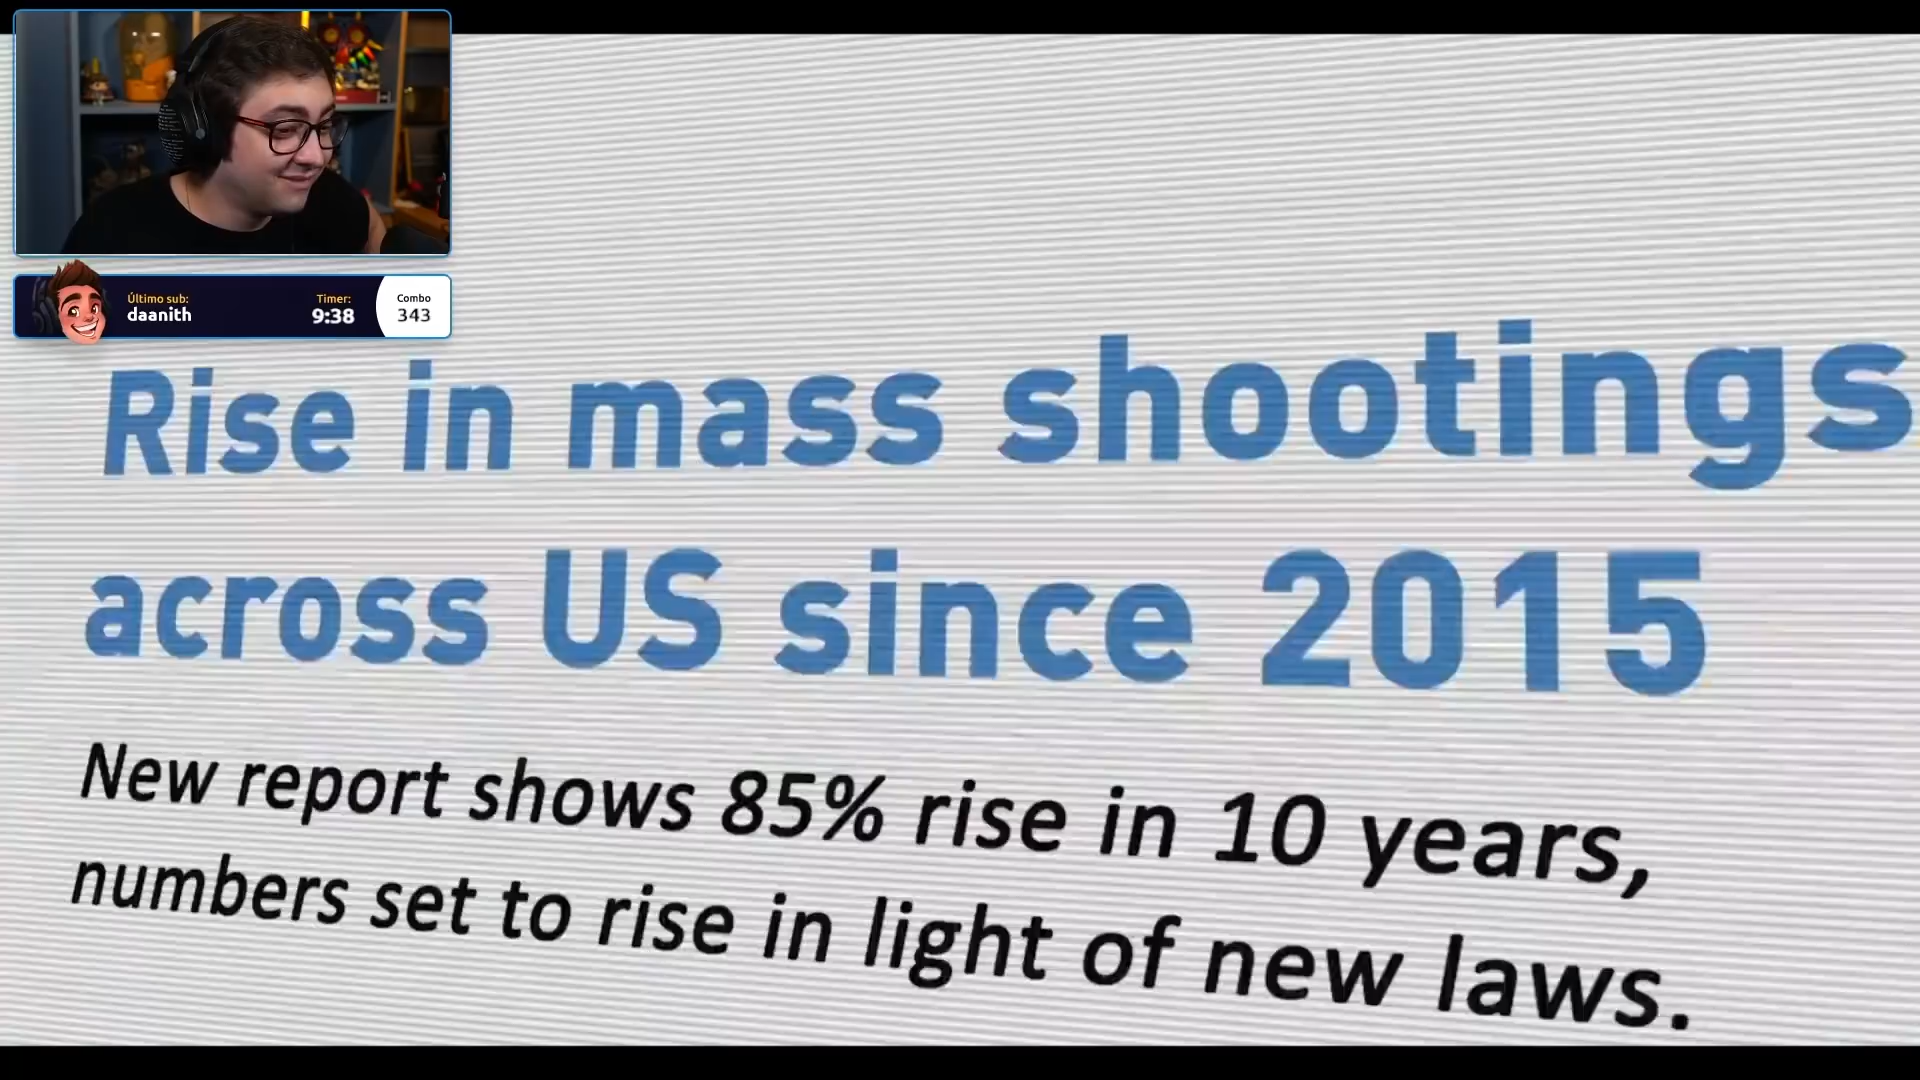 Último sub:
daanith
Timer:
9:38
Combo
343
Rise in mass shootings
across US since 2015
New report shows 85% rise in 10 years,
numbers set to rise in light of new laws.